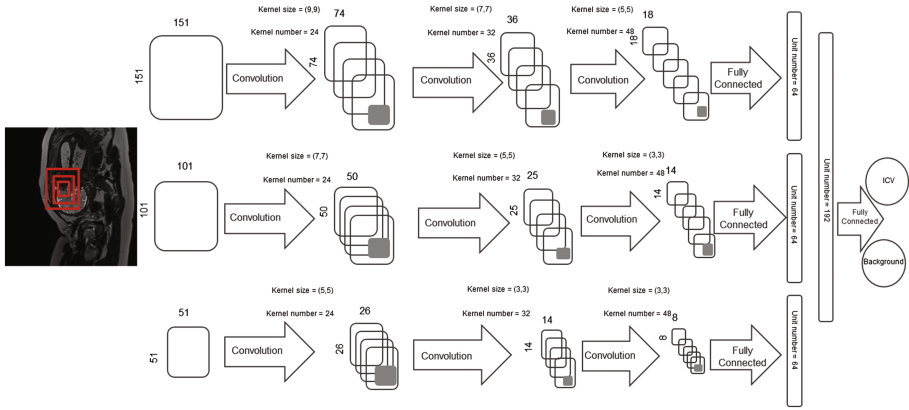 Kernel size = (9,9)
Kernel number = 24
Kernel size = (7,7)
Kernel number = 32
Kernel size = (5,5)
Kernel number = 48
151
151
Convolution
74
74
Convolution
36
36
Convolution
18
18
Fully
Connected
Unit number= 64
Kernel size = (7,7)
Kernel number = 24
Kernel size = (5,5)
Kernel number = 32
Kernel size = (3,3)
Kernel number = 48
101
101
Convolution
50
50
Convolution
25
25
Convolution
14
14
Fully
Connected
Unit number= 64
Kernel size = (5,5)
Kernel number = 24
Kernel size = (3,3)
Kernel number = 32
Kernel size = (3,3)
Kernel number = 48
51
51
Convolution
26
26
Convolution
14
14
Convolution
8
8
Fully
Connected
Unit number= 64
Unit number= 192
Fully
Connected
ICV
Background